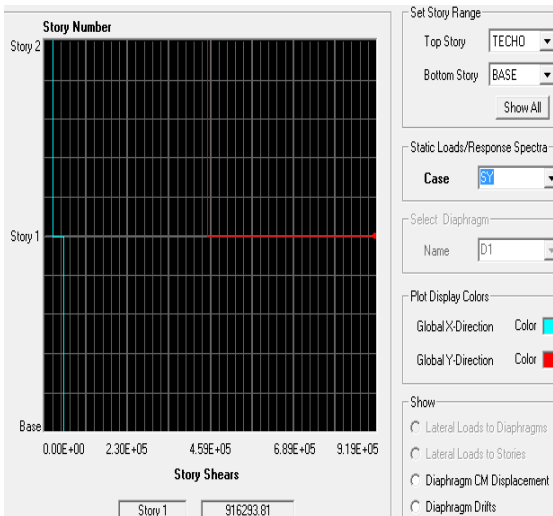 Story Number
Story 2
Story 1
Base
0.00E+00 2.30E+05 4.59E+05 6.89E+05 9.19E+05
Story Shears
Story 1 916293.81
Set Story Range
Top Story TECHO
Bottom Story BASE
Show All
Static Loads/Response Spectra
Case SY
Select Diaphragm
Name D1
Plot Display Colors
Global X-Direction Color
Global Y-Direction Color
Show
Lateral Loads to Diaphragms
Lateral Loads to Stories
Diaphragm CM Displacement
Diaphragm Drifts